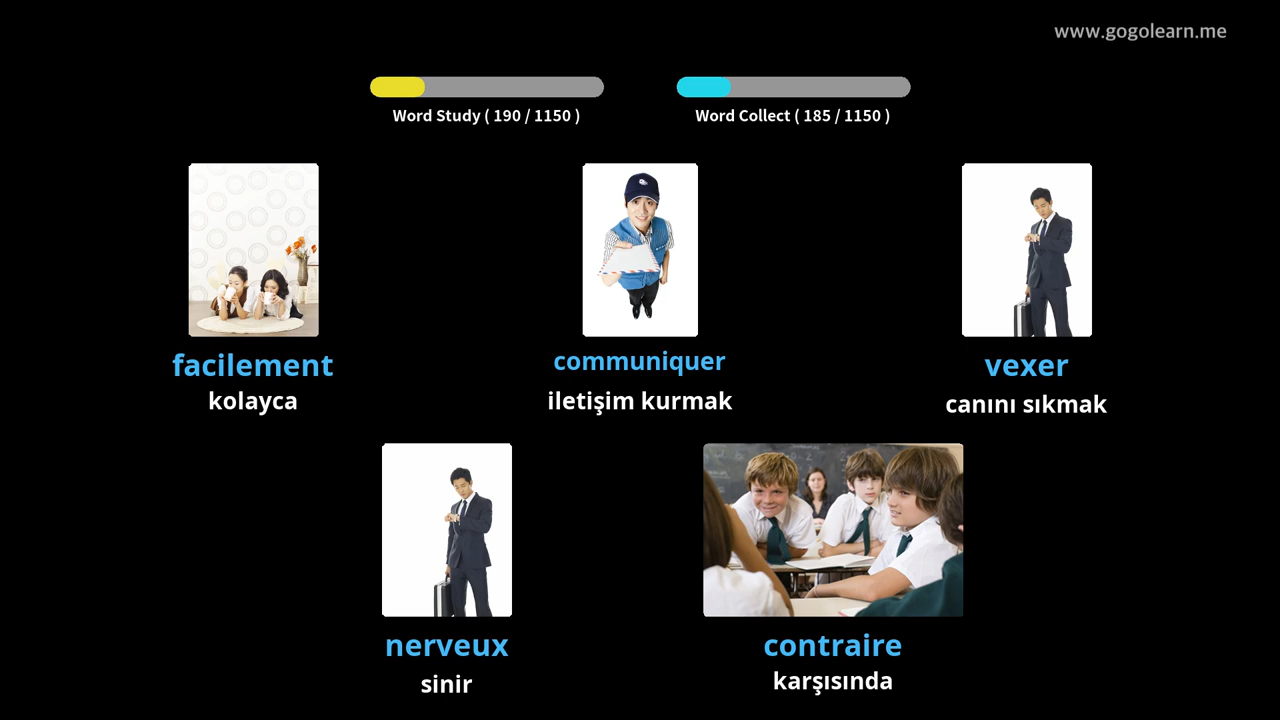 www.gogolearn.me
Word Study ( 190 / 1150 )
Word Collect ( 185 / 1150 )
facilement
kolayca
communiquer
iletişim kurmak
vexer
canını sıkmak
nerveux
sinir
contraire
karşısında